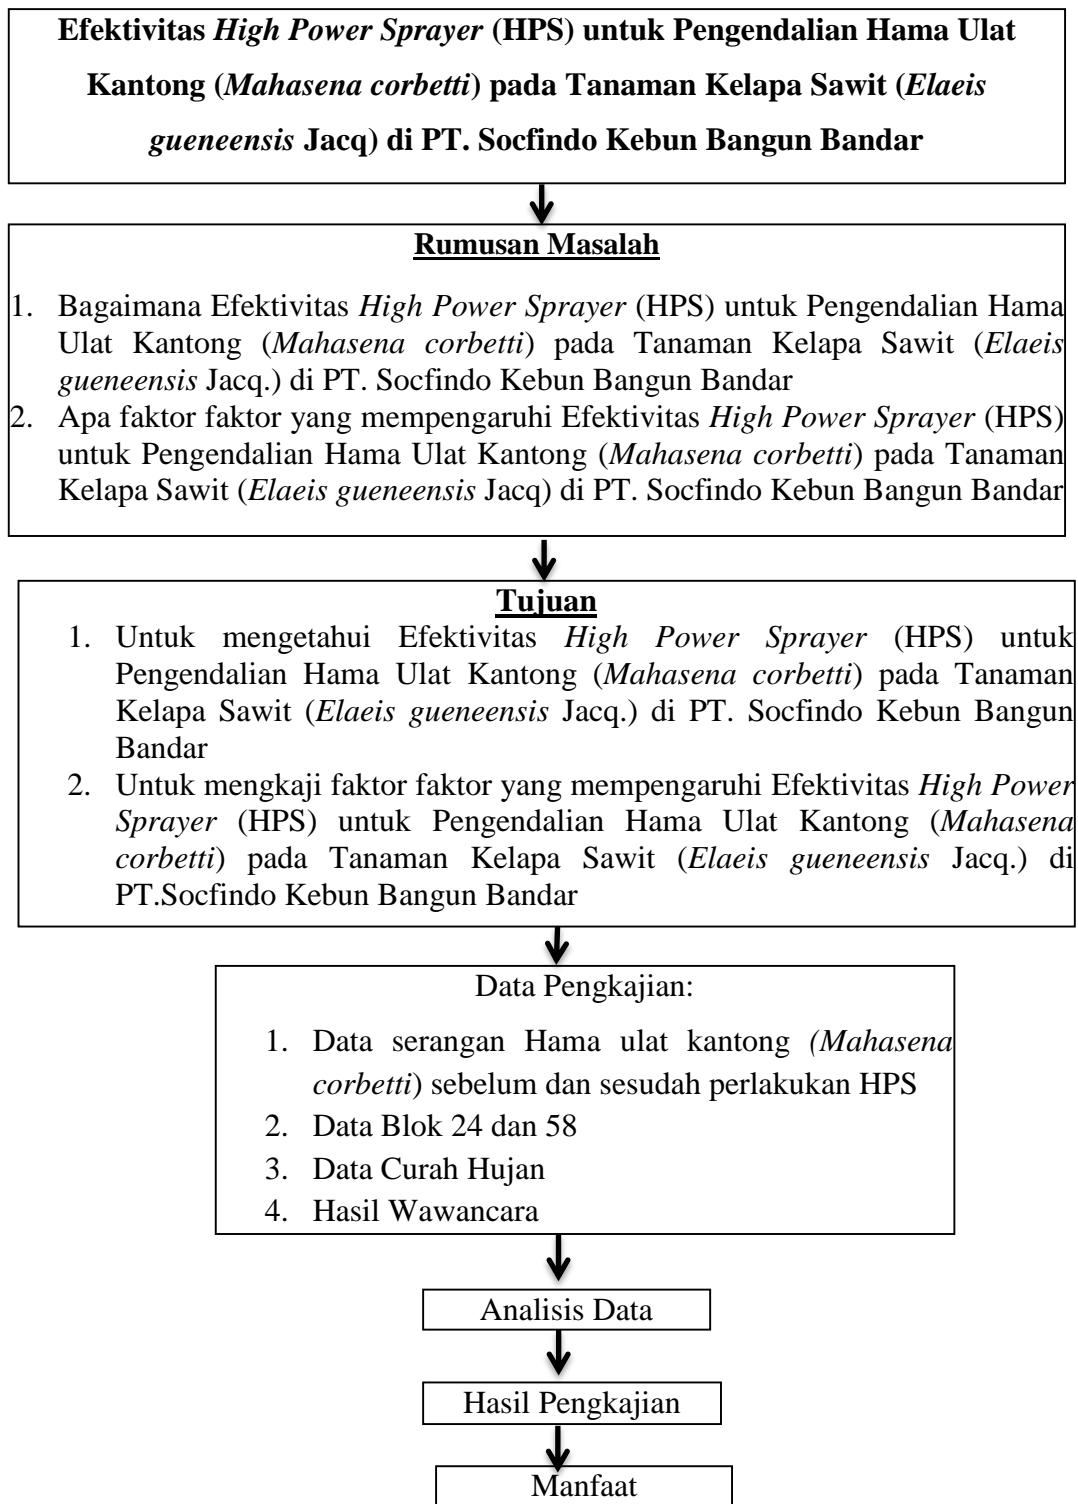 Efektivitas High Power Sprayer (HPS) untuk Pengendalian Hama Ulat
Kantong (Mahasena corbetti) pada Tanaman Kelapa Sawit (Elaeis
gueneensis Jacq) di PT. Socfindo Kebun Bangun Bandar
Rumusan Masalah
1. Bagaimana Efektivitas High Power Sprayer (HPS) untuk Pengendalian Hama
Ulat Kantong (Mahasena corbetti) pada Tanaman Kelapa Sawit (Elaeis
gueneensis Jacq.) di PT. Socfindo Kebun Bangun Bandar
2. Apa faktor faktor yang mempengaruhi Efektivitas High Power Sprayer (HPS)
untuk Pengendalian Hama Ulat Kantong (Mahasena corbetti) pada Tanaman
Kelapa Sawit (Elaeis gueneensis Jacq) di PT. Socfindo Kebun Bangun Bandar
Tujuan
1. Untuk mengetahui Efektivitas High Power Sprayer (HPS) untuk
Pengendalian Hama Ulat Kantong (Mahasena corbetti) pada Tanaman
Kelapa Sawit (Elaeis gueneensis Jacq.) di PT. Socfindo Kebun Bangun
Bandar
2. Untuk mengkaji faktor faktor yang mempengaruhi Efektivitas High Power
Sprayer (HPS) untuk Pengendalian Hama Ulat Kantong (Mahasena
corbetti) pada Tanaman Kelapa Sawit (Elaeis gueneensis Jacq.) di
PT.Socfindo Kebun Bangun Bandar
Data Pengkajian:
1. Data serangan Hama ulat kantong (Mahasena
corbetti) sebelum dan sesudah perlakukan HPS
2. Data Blok 24 dan 58
3. Data Curah Hujan
4. Hasil Wawancara
Analisis Data
Hasil Pengkajian
Manfaat